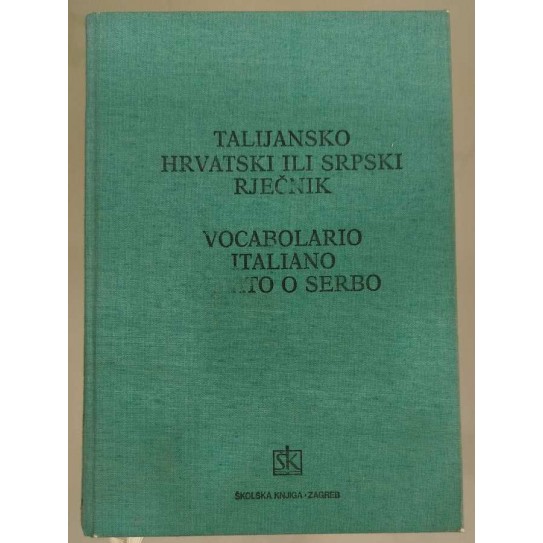 TALIJANSKO
HRVATSKI ILI SRPSKI
RJEČNIK
VOCABOLARIO
ITALIANO
O SERBO
ŠK
ŠKOLSKA KNJIGA • ZAGREB